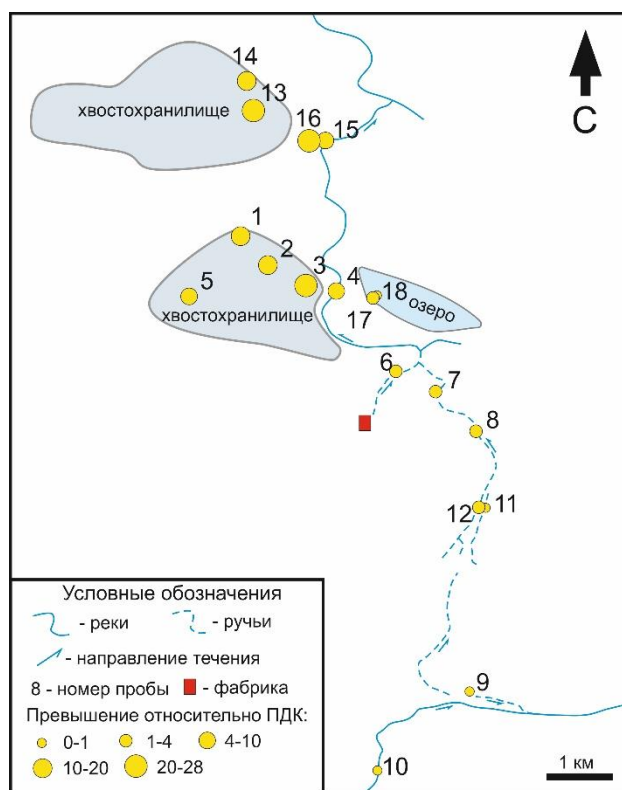 14
13
хвостохранилище
С
16
15
1
2
3
4
5
18
озеро
хвостохранилище
17
6
7
8
12
11
9
10
1 км
Условные обозначения
- реки
- ручьи
- направление течения
8 - номер пробы
- фабрика
Превышение относительно ПДК:
0-1
1-4
4-10
10-20
20-28